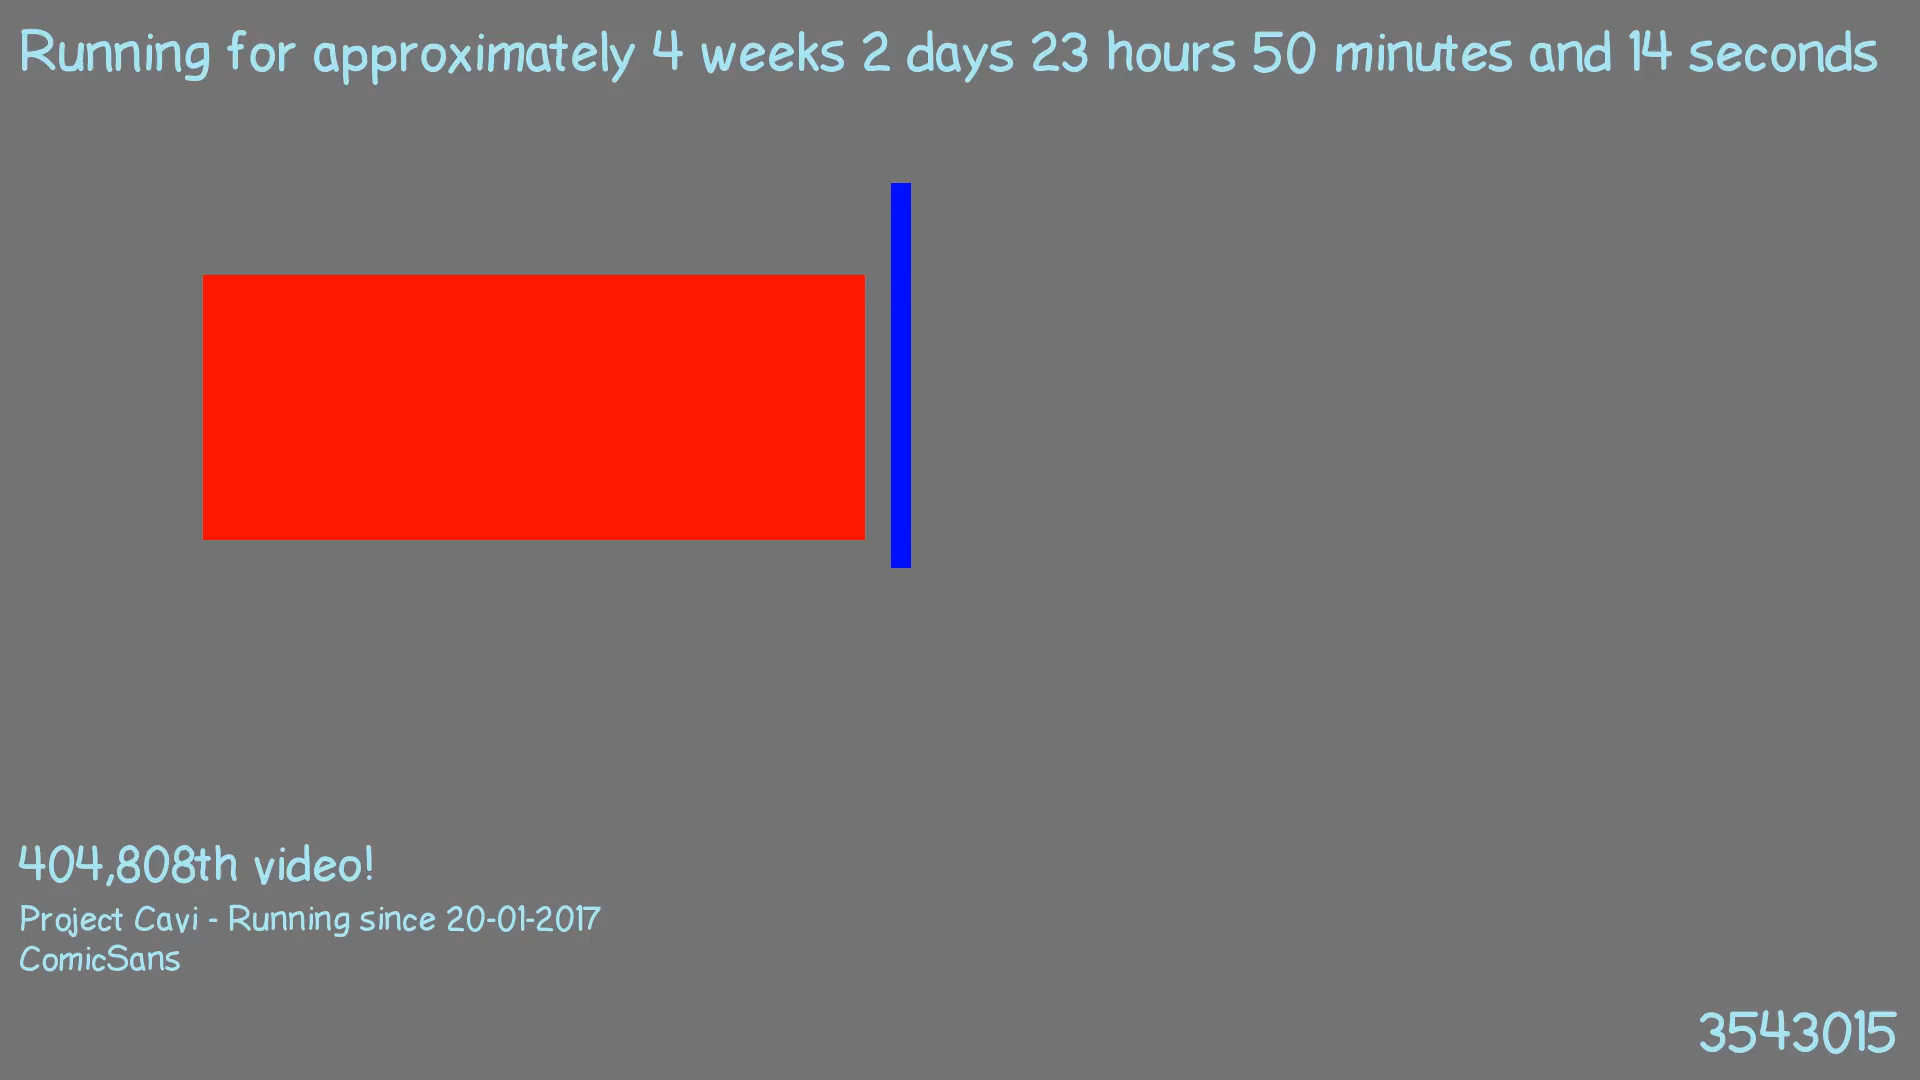 Running for approximately 4 weeks 2 days 23 hours 50 minutes and 14 seconds
404,808th video!
Project Cavi - Running since 20-01-2017
ComicSans
3543015